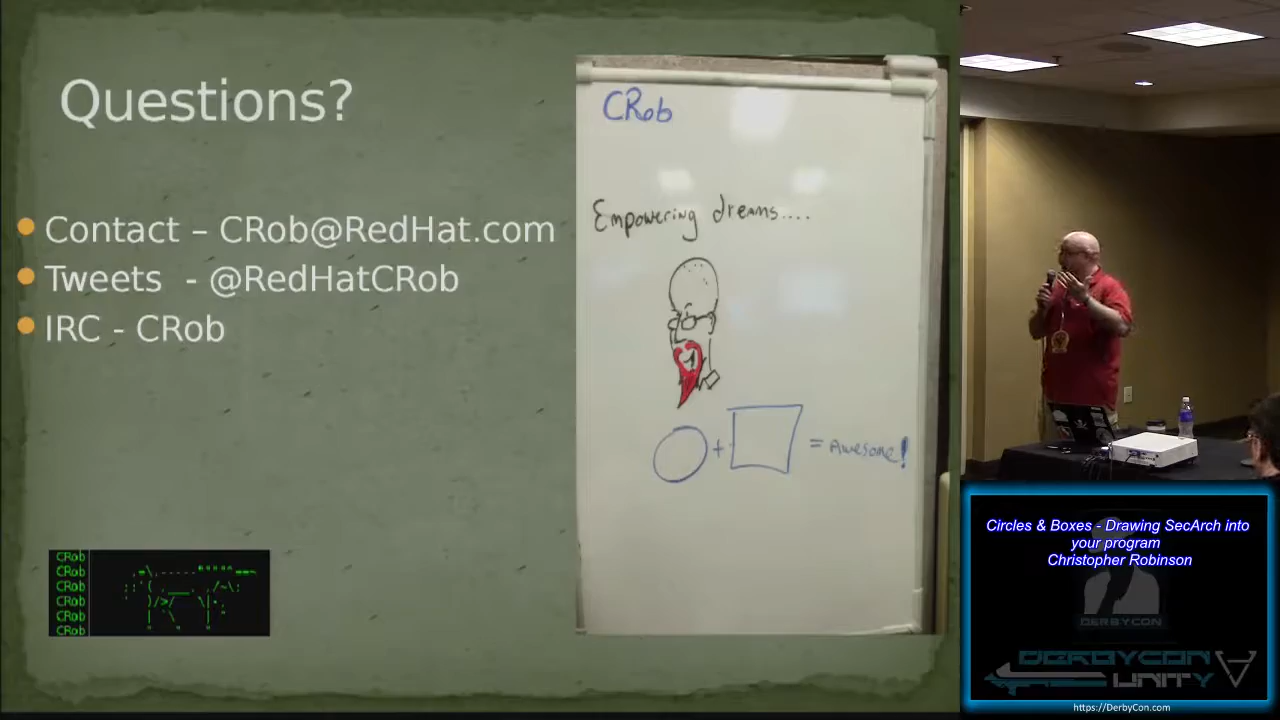 Questions?
Contact – CRob@RedHat.com
Tweets - @RedHatCRob
IRC - CRob
CRob
CRob
CRob
CRob
CRob
CRob
CRob
Empowering dreams....
+ = Awesome!
Circles & Boxes - Drawing SecArch into
your program
Christopher Robinson
DERBYCON
DERBYCON
UNITY
https://DerbyCon.com